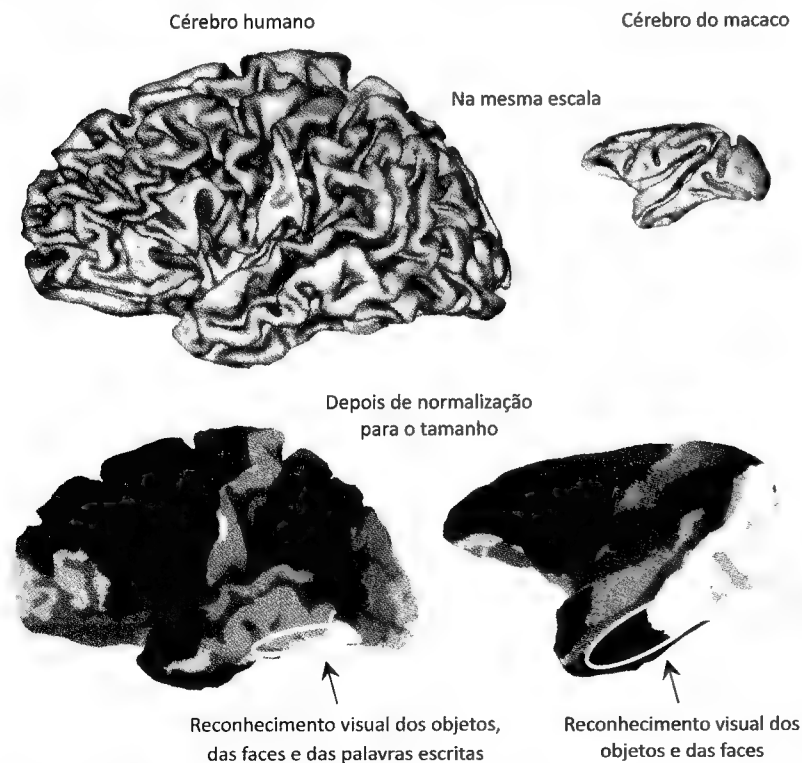 Cérebro humano
Cérebro do macaco
Na mesma escala
Depois de normalização
para o tamanho
Reconhecimento visual dos objetos,
das faces e das palavras escritas
Reconhecimento visual dos
objetos e das faces